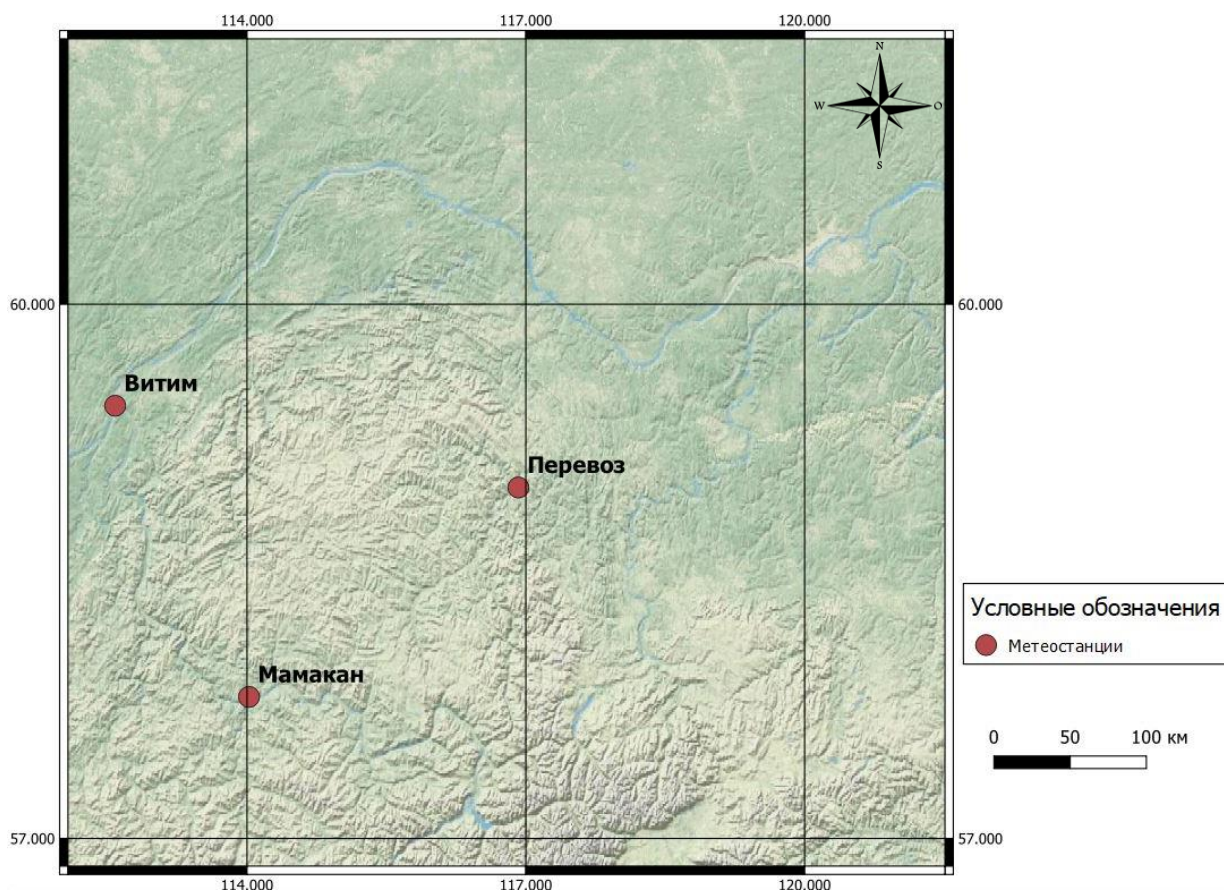 114.000 117.000 120.000
N
W O
S
60.000 60.000
Витим
Перевоз
Условные обозначения
Метеостанции
Мамакан
0 50 100 км
57.000 57.000
114.000 117.000 120.000